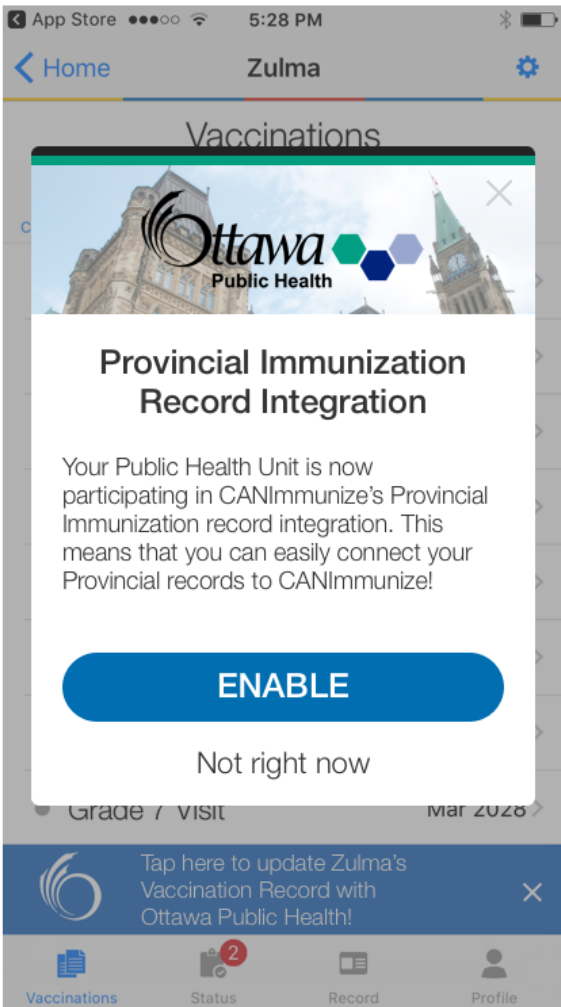 App Store 5:28 PM
Home Zulma
Vaccinations
Ottawa
Public Health
Provincial Immunization
Record Integration
Your Public Health Unit is now
participating in CANImmunize's Provincial
Immunization record integration. This
means that you can easily connect your
Provincial records to CANImmunize!
ENABLE
Not right now
Grade 7 Visit Mar 2028
Tap here to update Zulma's
Vaccination Record with
Ottawa Public Health!
2
Vaccinations Status Record Profile